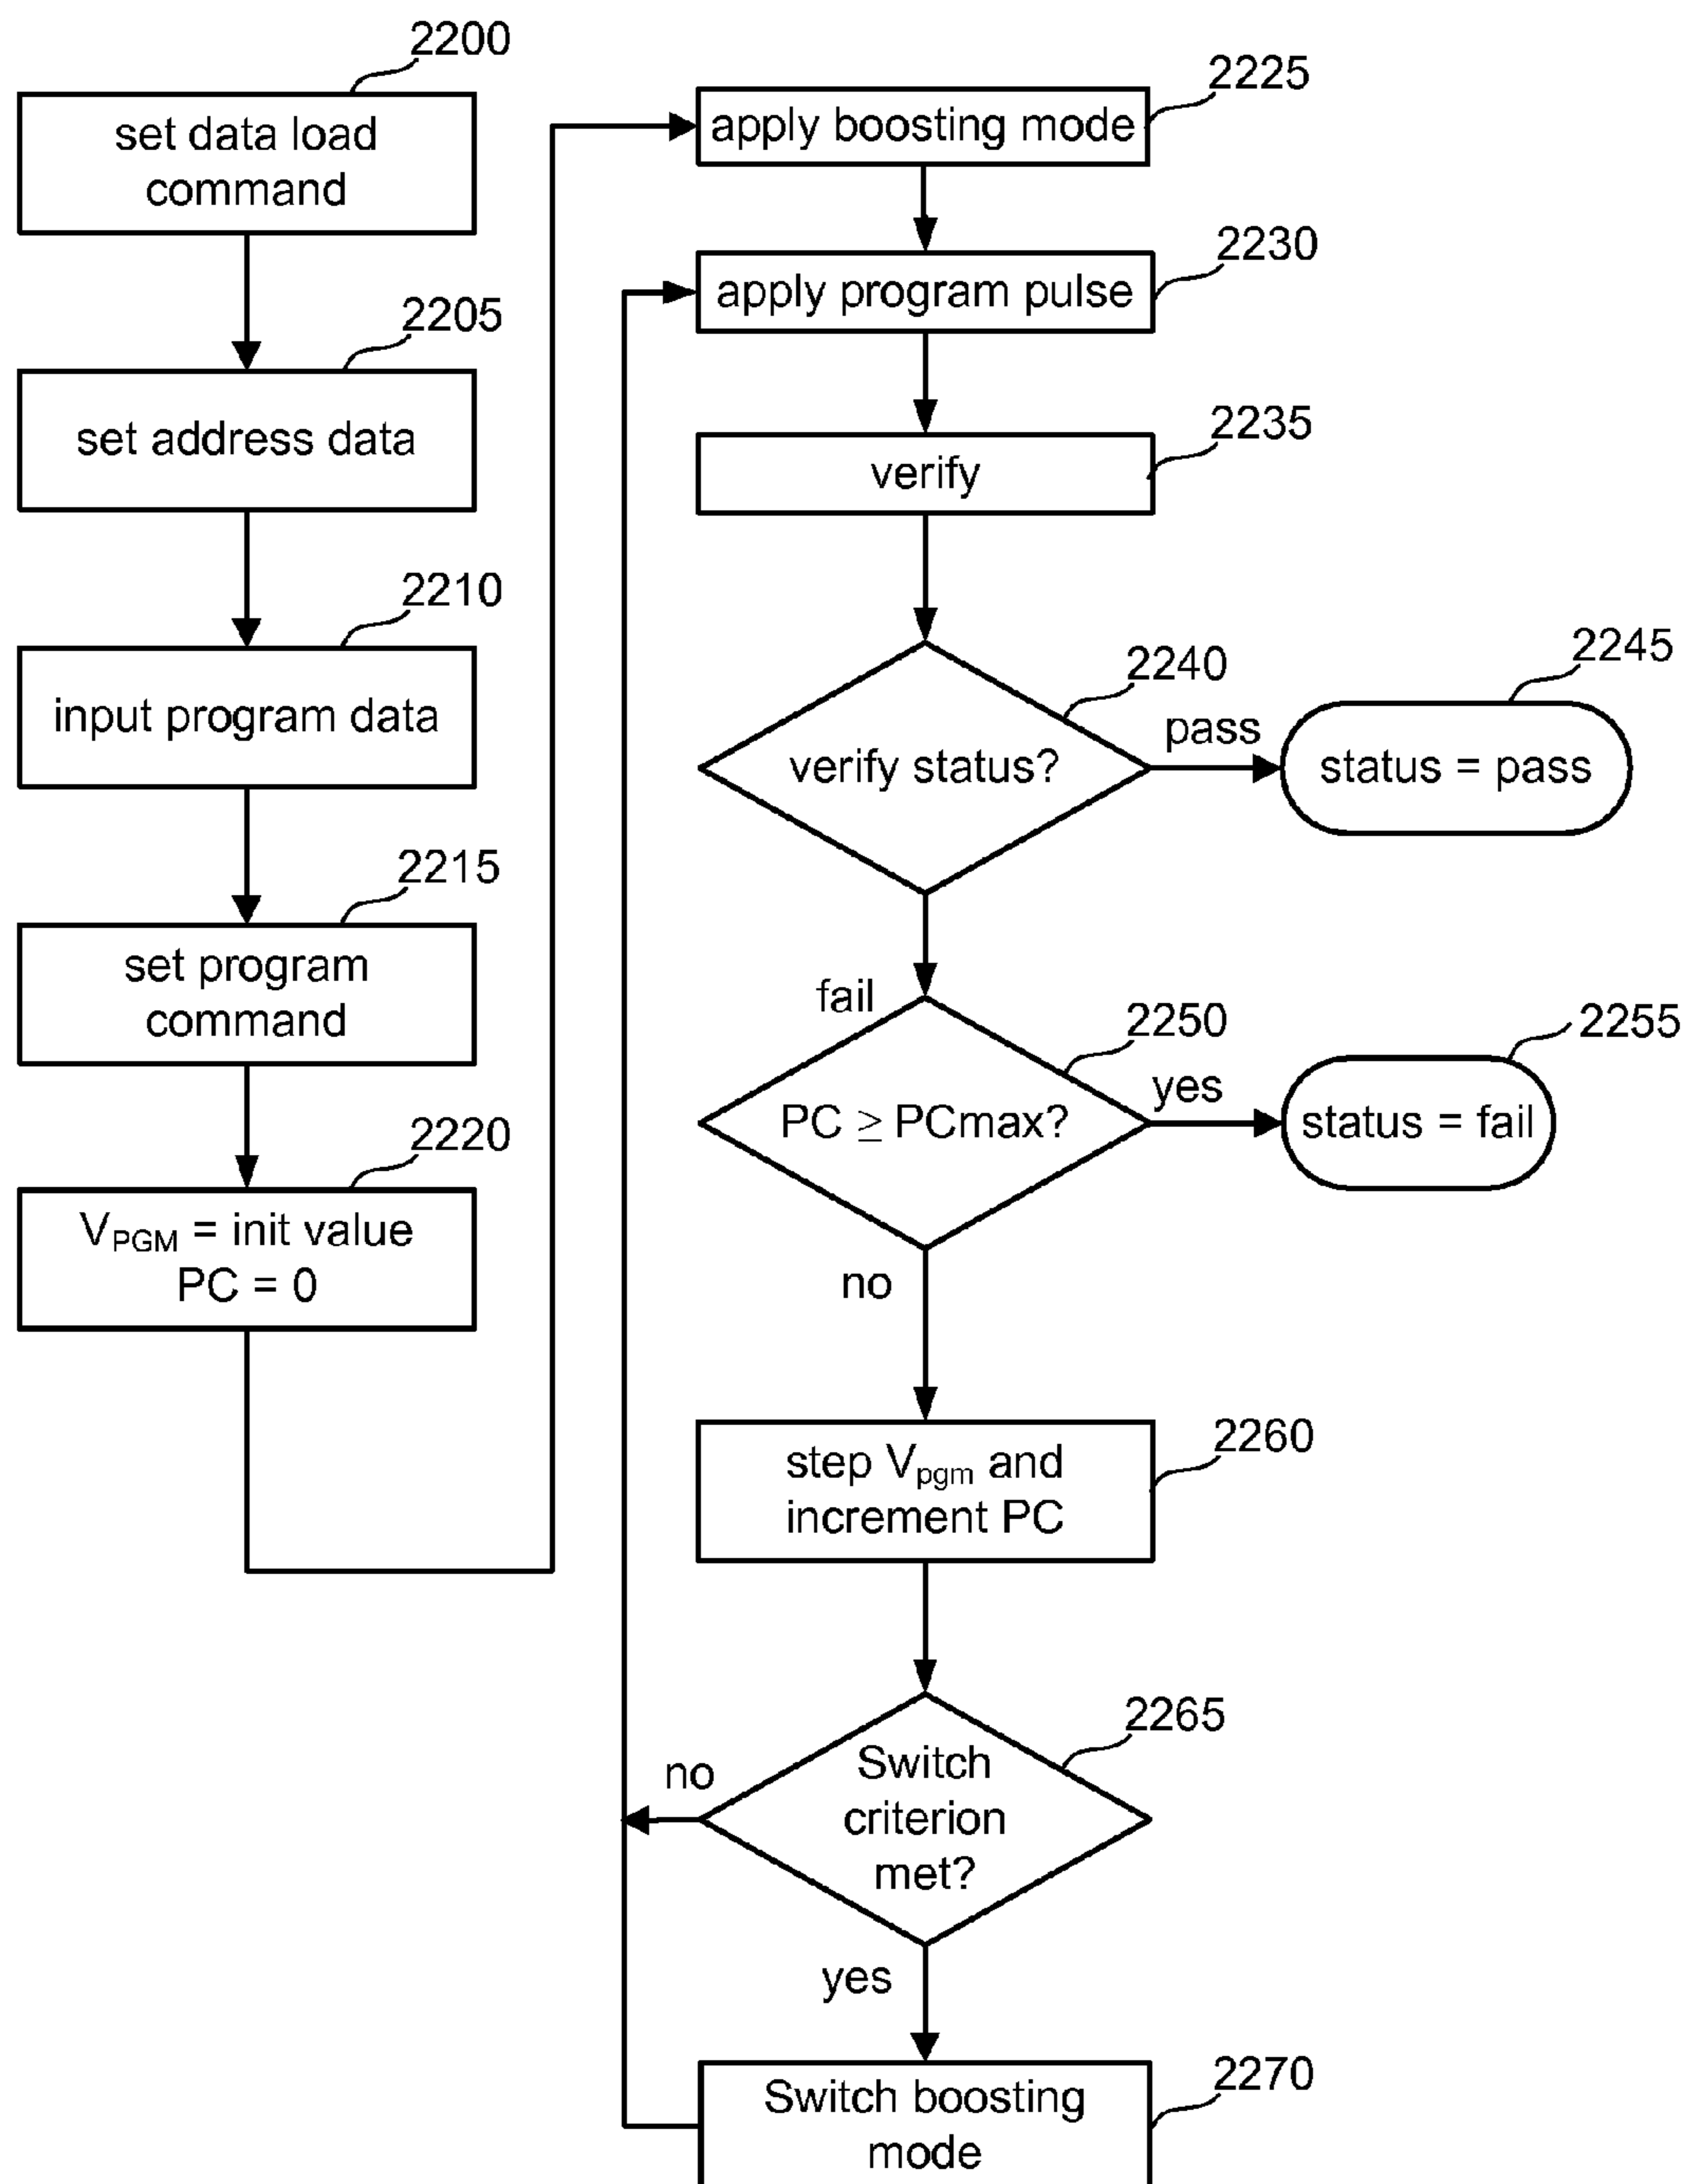 2200
set data load
command
2205
set address data
2210
input program data
2215
set program
command
2220
VPGM = init value
PC = 0
2225
apply boosting mode
2230
apply program pulse
2235
verify
2240
verify status?
pass
2245
status = pass
fail
2250
PC ≥ PCmax?
yes
2255
status = fail
no
2260
step Vpgm and
increment PC
2265
Switch
criterion
met?
no
yes
2270
Switch boosting
mode